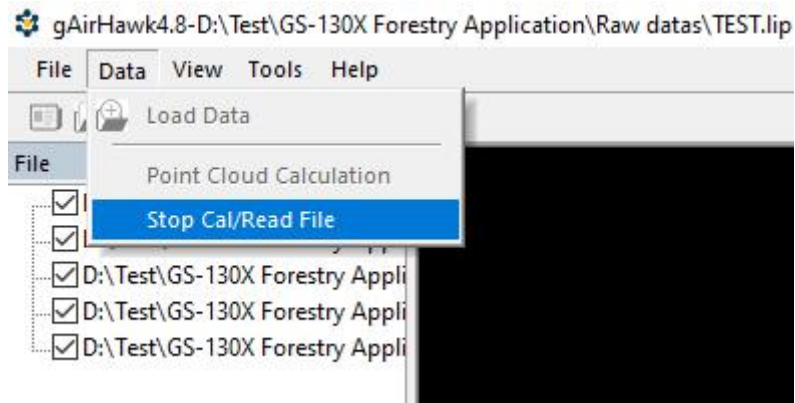 gAirHawk4.8-D:\Test\GS-130X Forestry Application\Raw datas\TEST.lip
File Data View Tools Help
Load Data
File
Point Cloud Calculation
Stop Cal/Read File
D:\Test\GS-130X Forestry Appli
D:\Test\GS-130X Forestry Appli
D:\Test\GS-130X Forestry Appli